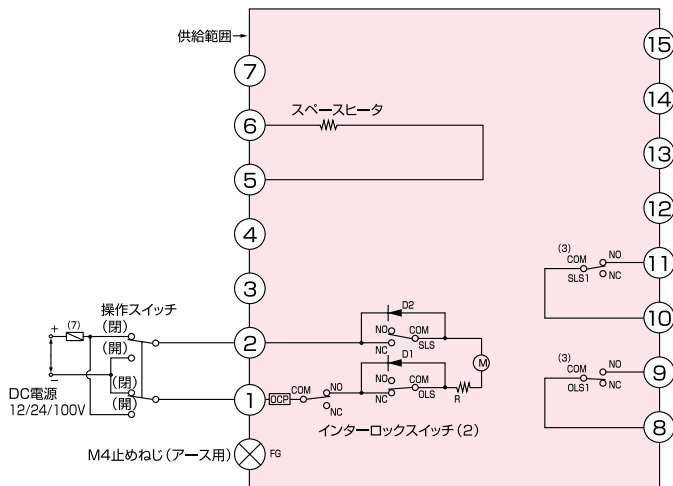 供給範囲
15
7
14
スペースヒータ
6
13
5
12
4
(3)
COM
NO
NC
SLS1
11
3
10
操作スイッチ
(閉)
(開)
+
(7)
−
(閉)
(開)
DC電源
12/24/100V
2
D2
NO
COM
NC
SLS
D1
NO
COM
NC
OLS
R
M
1
OCP
COM
NO
NC
インターロックスイッチ(2)
(3)
COM
NO
NC
OLS1
9
8
M4止めねじ(アース用)
FG